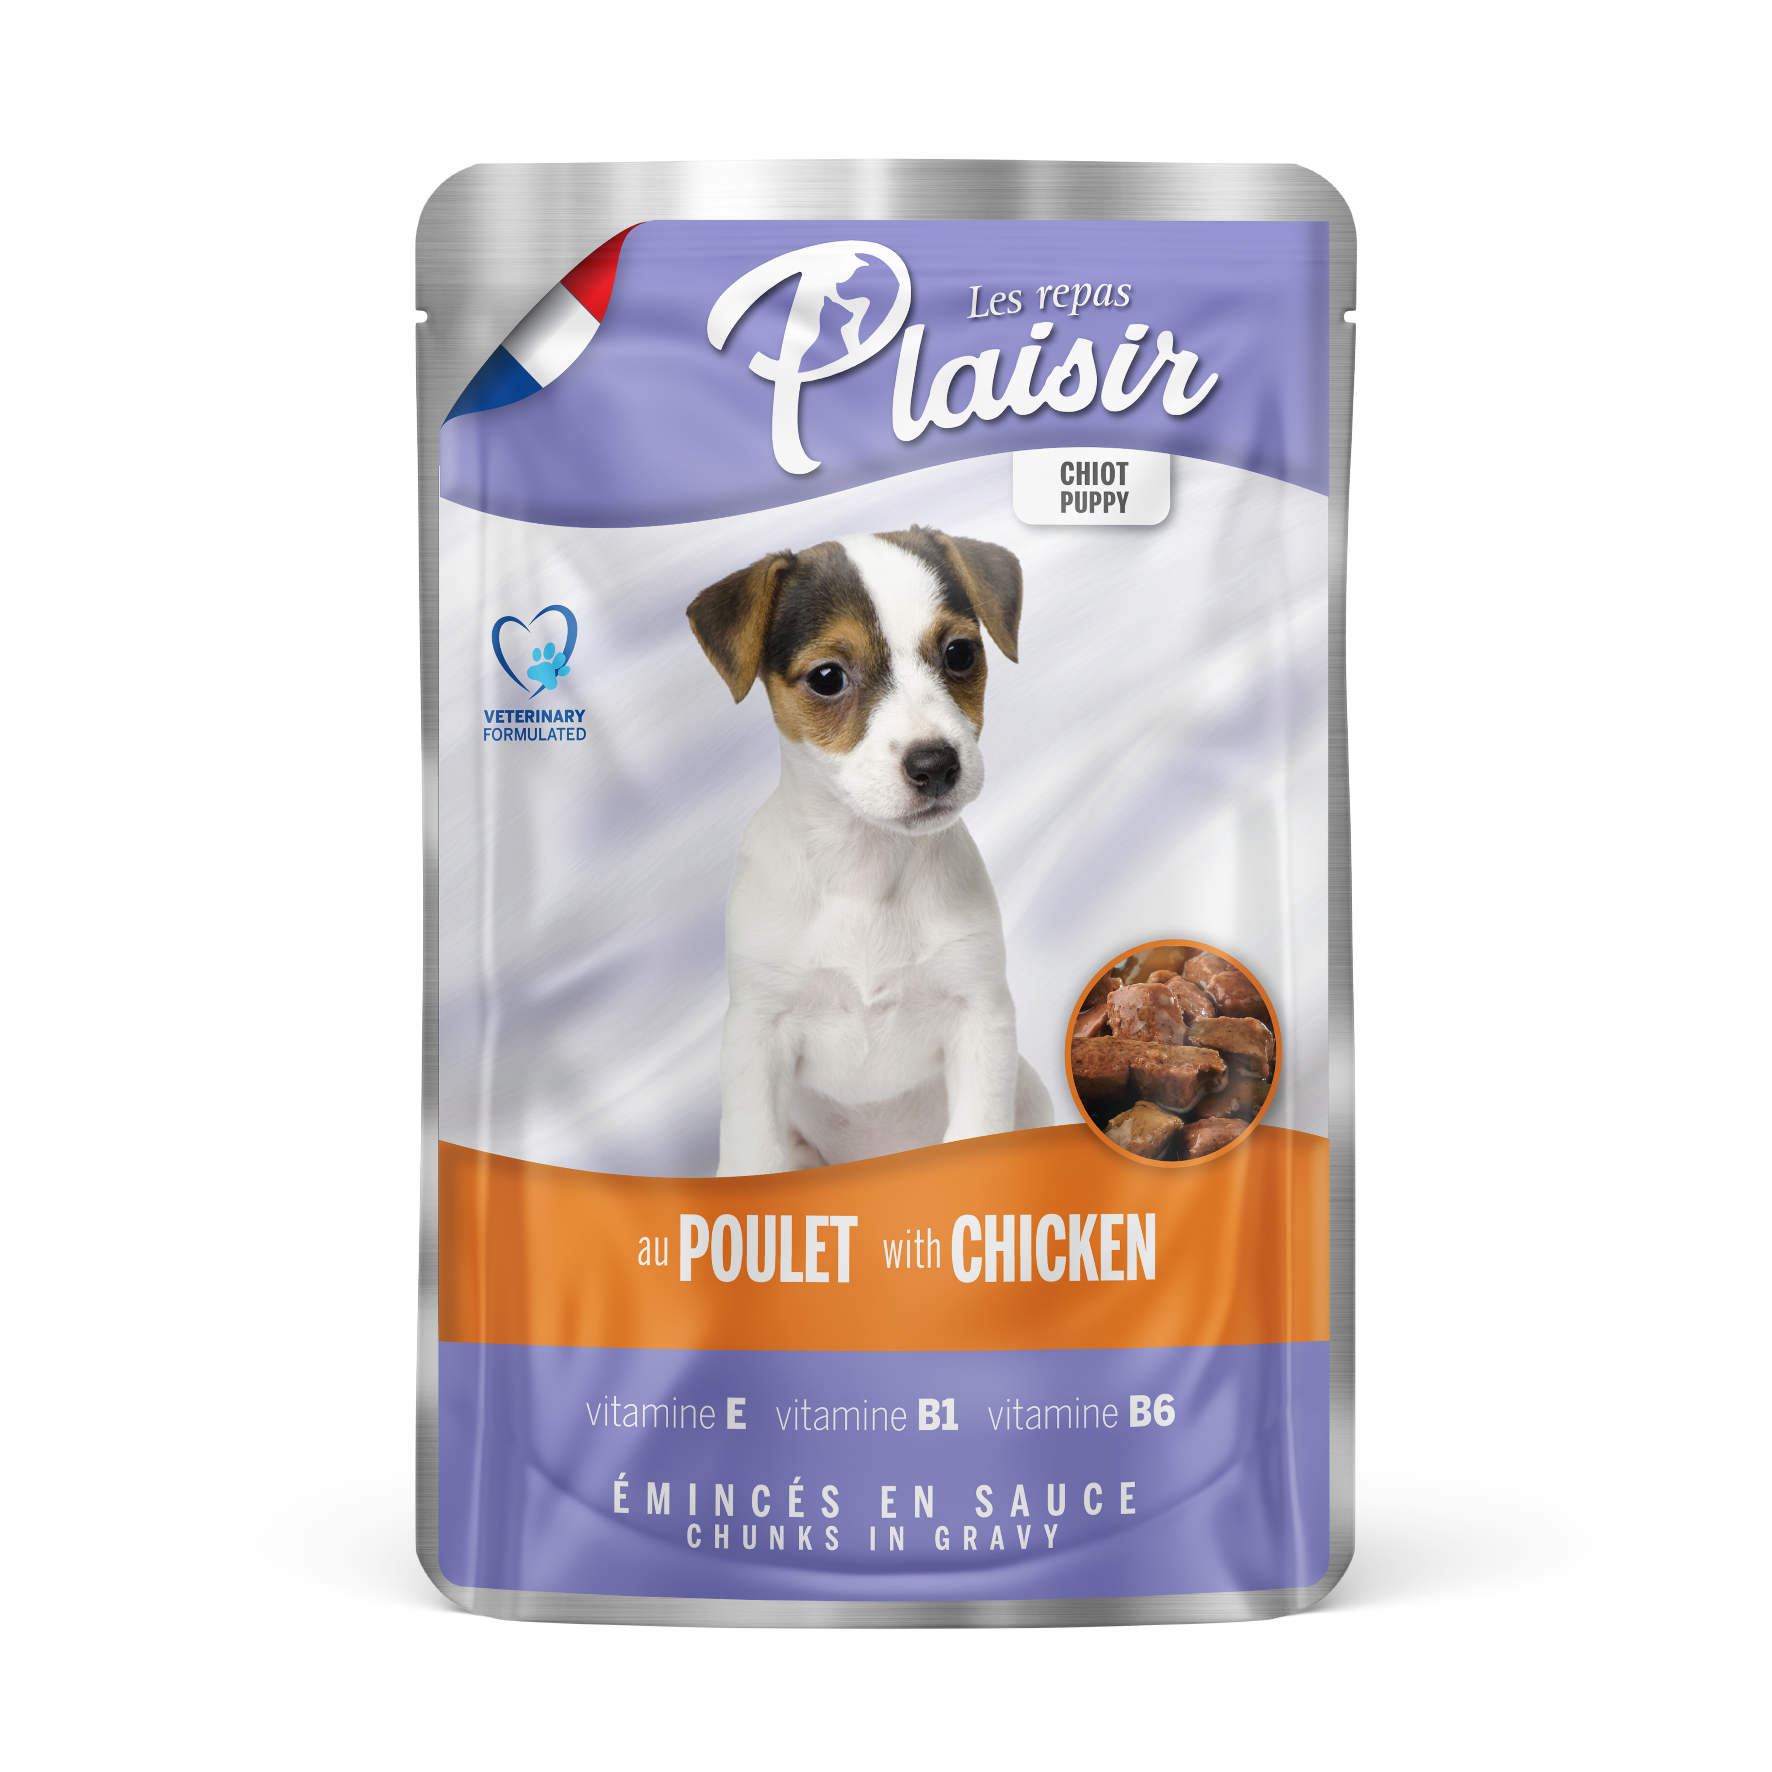 Les repas
Plaisir
CHIOT
PUPPY
VETERINARY
FORMULATED
au POULET with CHICKEN
vitamine E vitamine B1 vitamine B6
ÉMINCÉS EN SAUCE
CHUNKS IN GRAVY